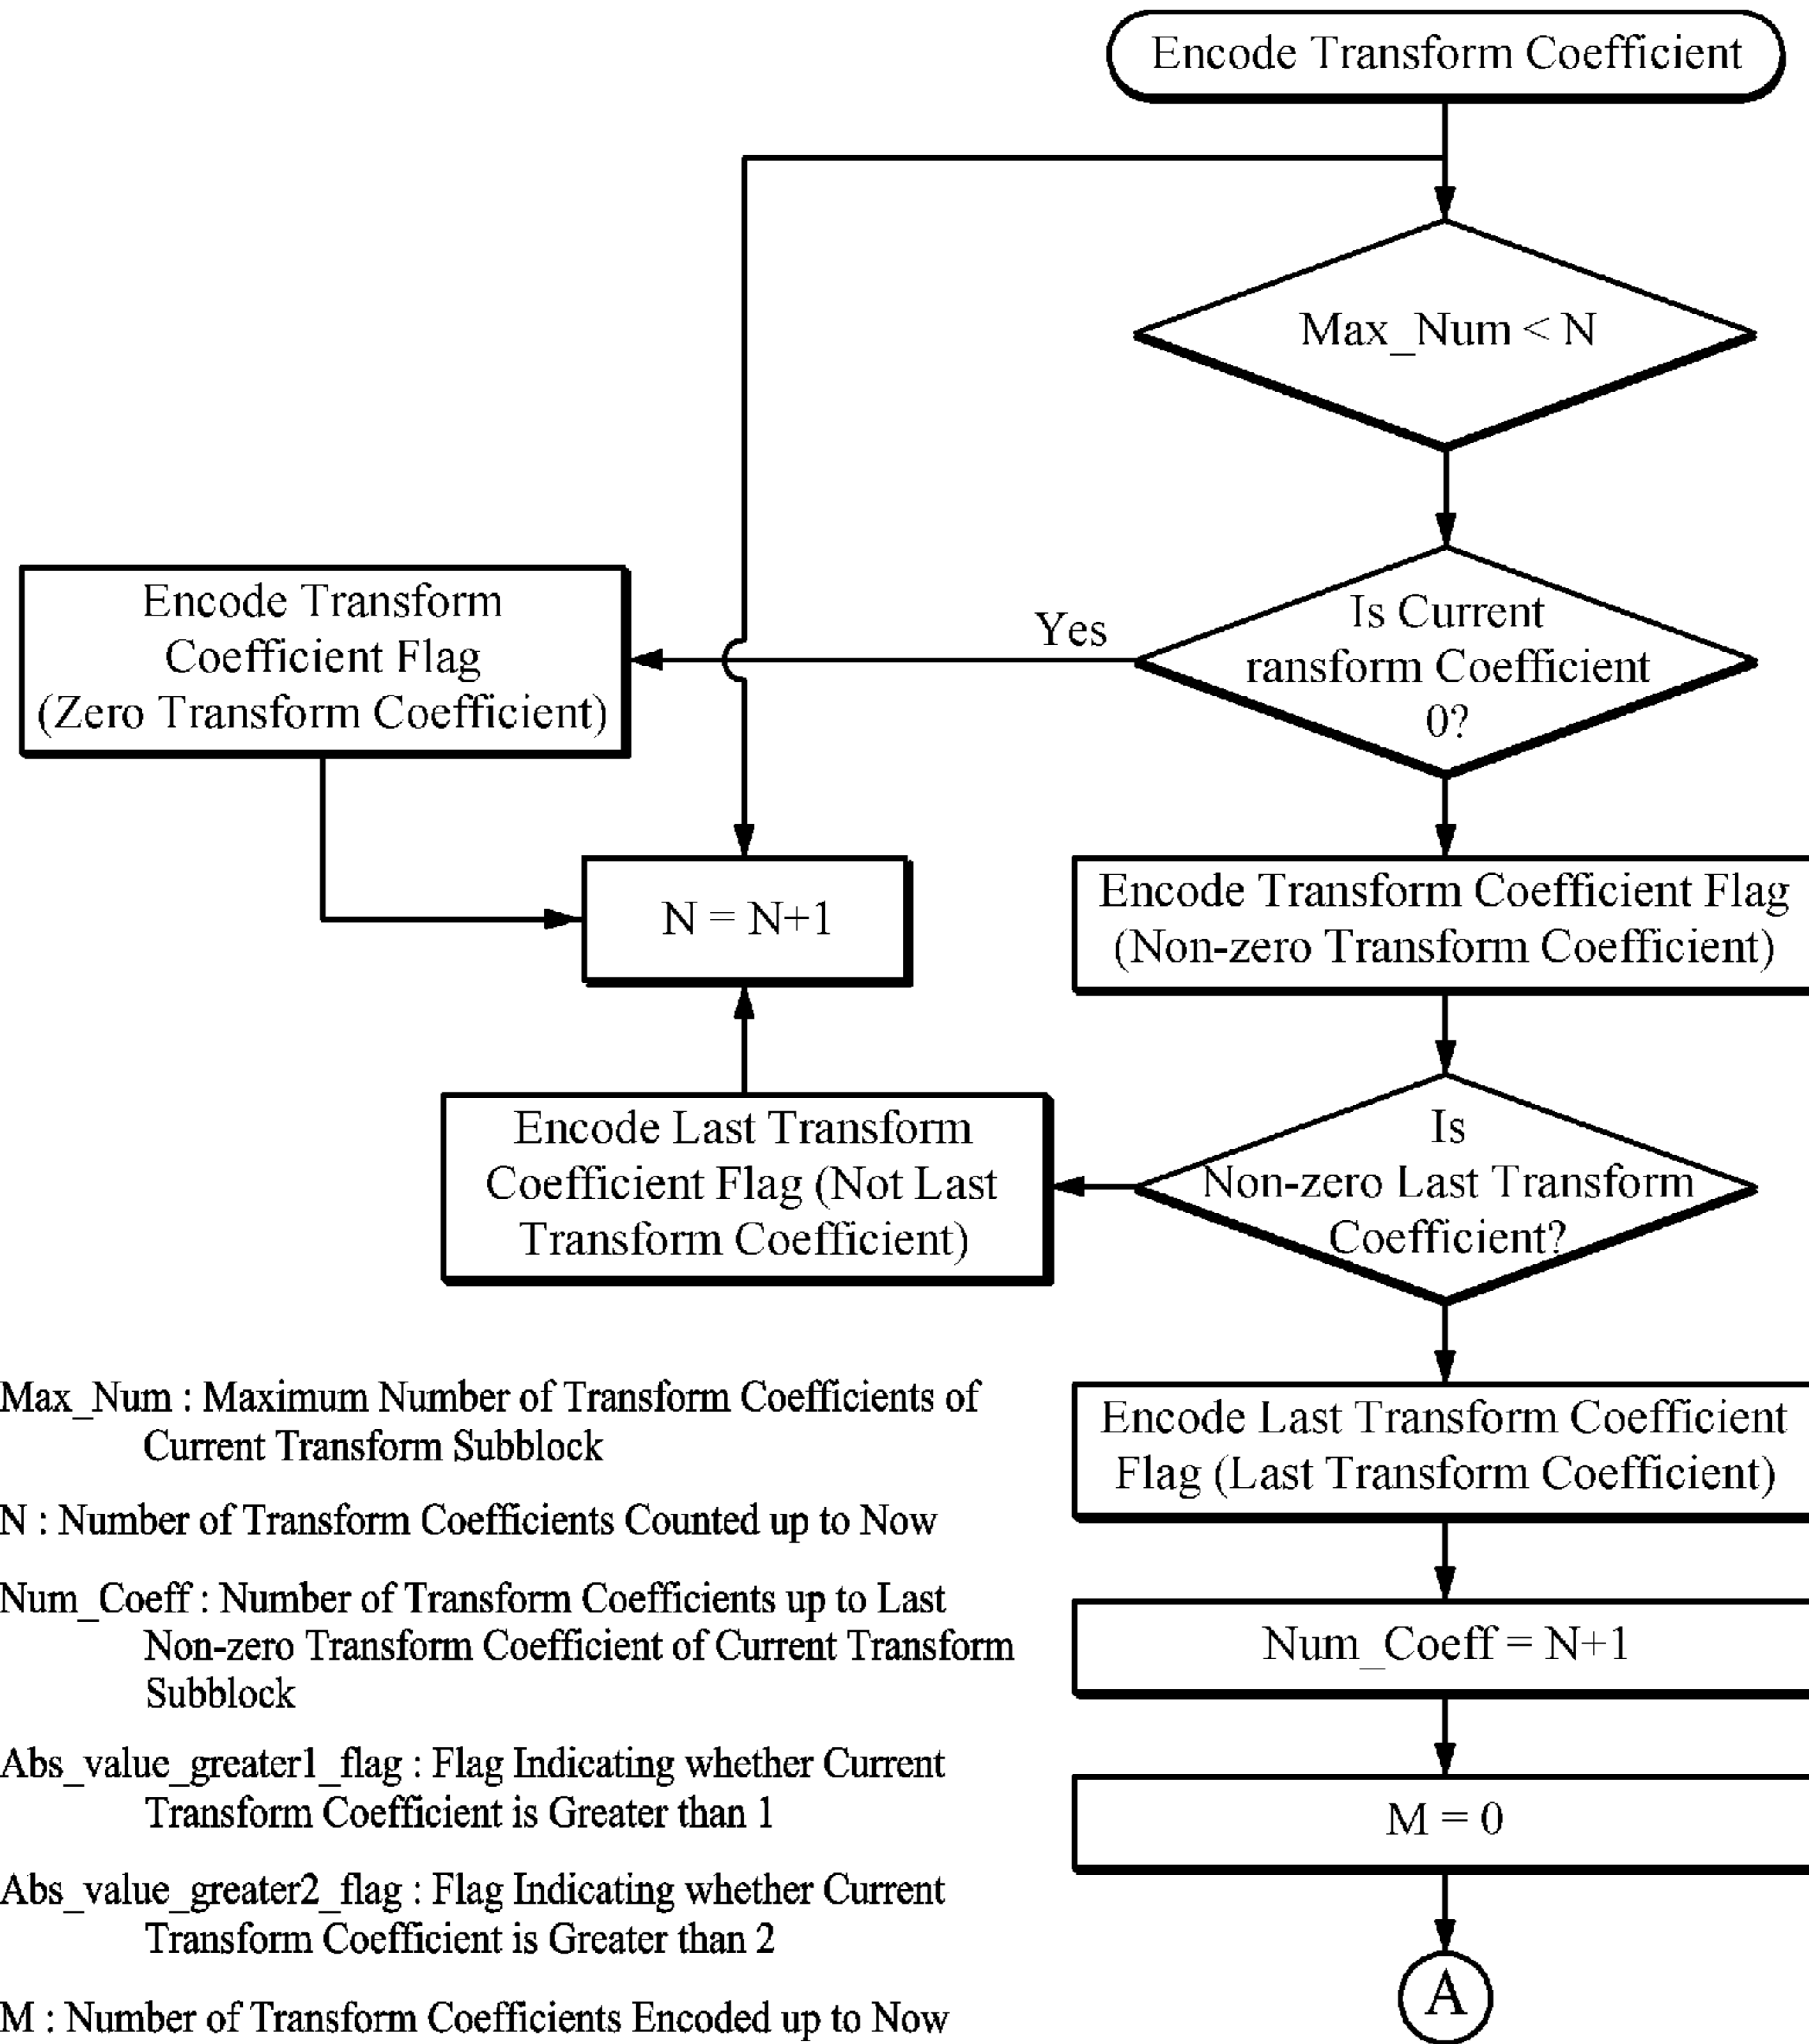 Encode Transform Coefficient
Max_Num < N
Is Current
ransform Coefficient
0?
Yes
Encode Transform
Coefficient Flag
(Zero Transform Coefficient)
N = N+1
Encode Transform Coefficient Flag
(Non-zero Transform Coefficient)
Is
Non-zero Last Transform
Coefficient?
Encode Last Transform
Coefficient Flag (Not Last
Transform Coefficient)
Encode Last Transform Coefficient
Flag (Last Transform Coefficient)
Num_Coeff = N+1
M = 0
A
Max_Num : Maximum Number of Transform Coefficients of
Current Transform Subblock
N : Number of Transform Coefficients Counted up to Now
Num_Coeff : Number of Transform Coefficients up to Last
Non-zero Transform Coefficient of Current Transform
Subblock
Abs_value_greater1_flag : Flag Indicating whether Current
Transform Coefficient is Greater than 1
Abs_value_greater2_flag : Flag Indicating whether Current
Transform Coefficient is Greater than 2
M : Number of Transform Coefficients Encoded up to Now